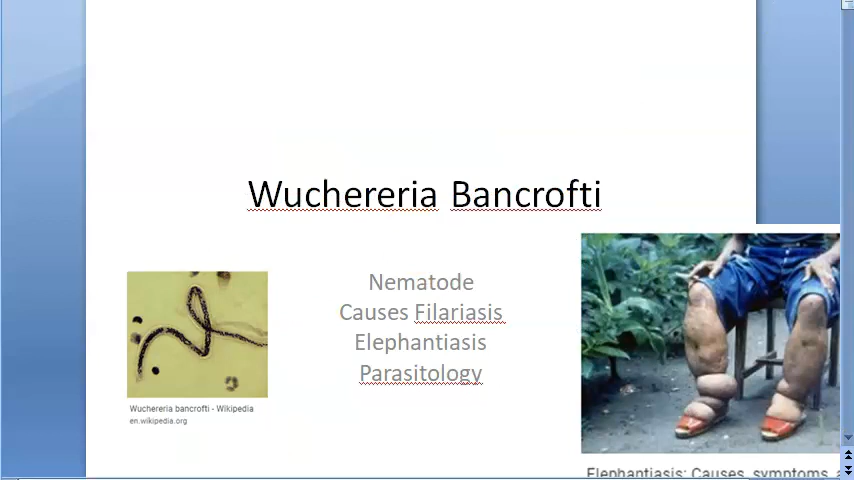 Wuchereria Bancrofti
Nematode
Causes Filariasis
Elephantiasis
Parasitology
Wuchereria bancrofti - Wikipedia
en.wikipedia.org
Elephantiasis: Causes, symptoms,